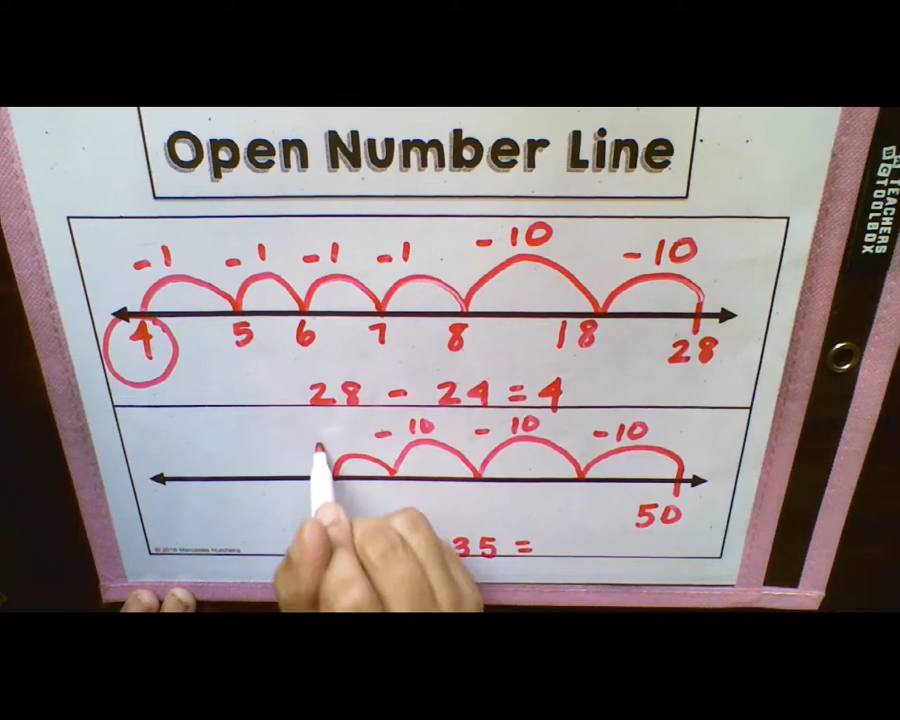 Open Number Line
-1 -1 -1 -1 -10 -10
4 5 6 7 8 18 28
28 - 24 = 4
- 10 - 10 -10
50
35 =
TEACHERS
TOOLBOX